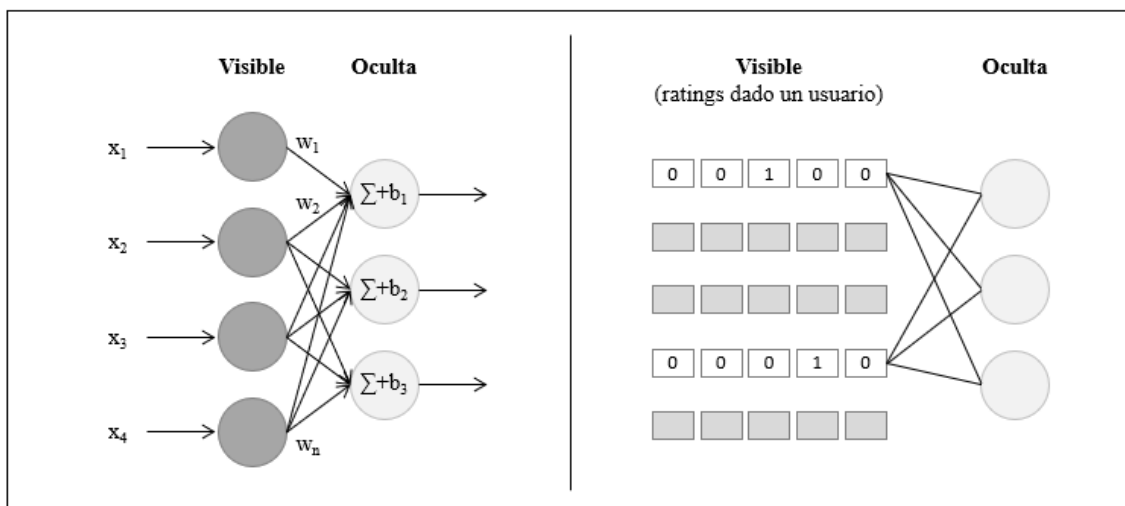 Visible
Oculta
x₁
w₁
∑+b₁
x₂
w₂
∑+b₂
x₃
∑+b₃
x₄
wₙ
Visible
(ratings dado un usuario)
Oculta
0 0 1 0 0
0 0 0 1 0